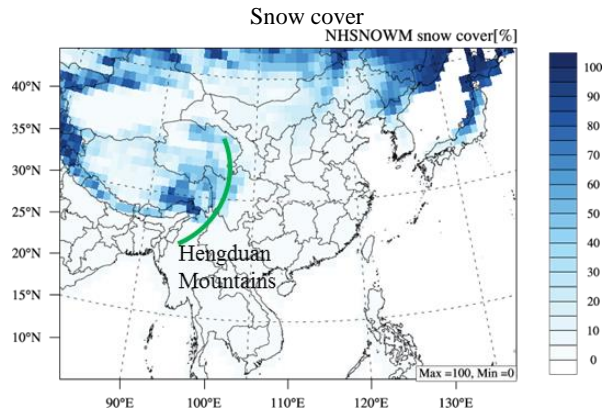 Snow cover
NHSNOWM snow cover[%]
40°N
35°N
30°N
25°N
20°N
15°N
10°N
Hengduan
Mountains
Max =100, Min =0
90°E
100°E
110°E
120°E
130°E
100
90
80
70
60
50
40
30
20
10
0